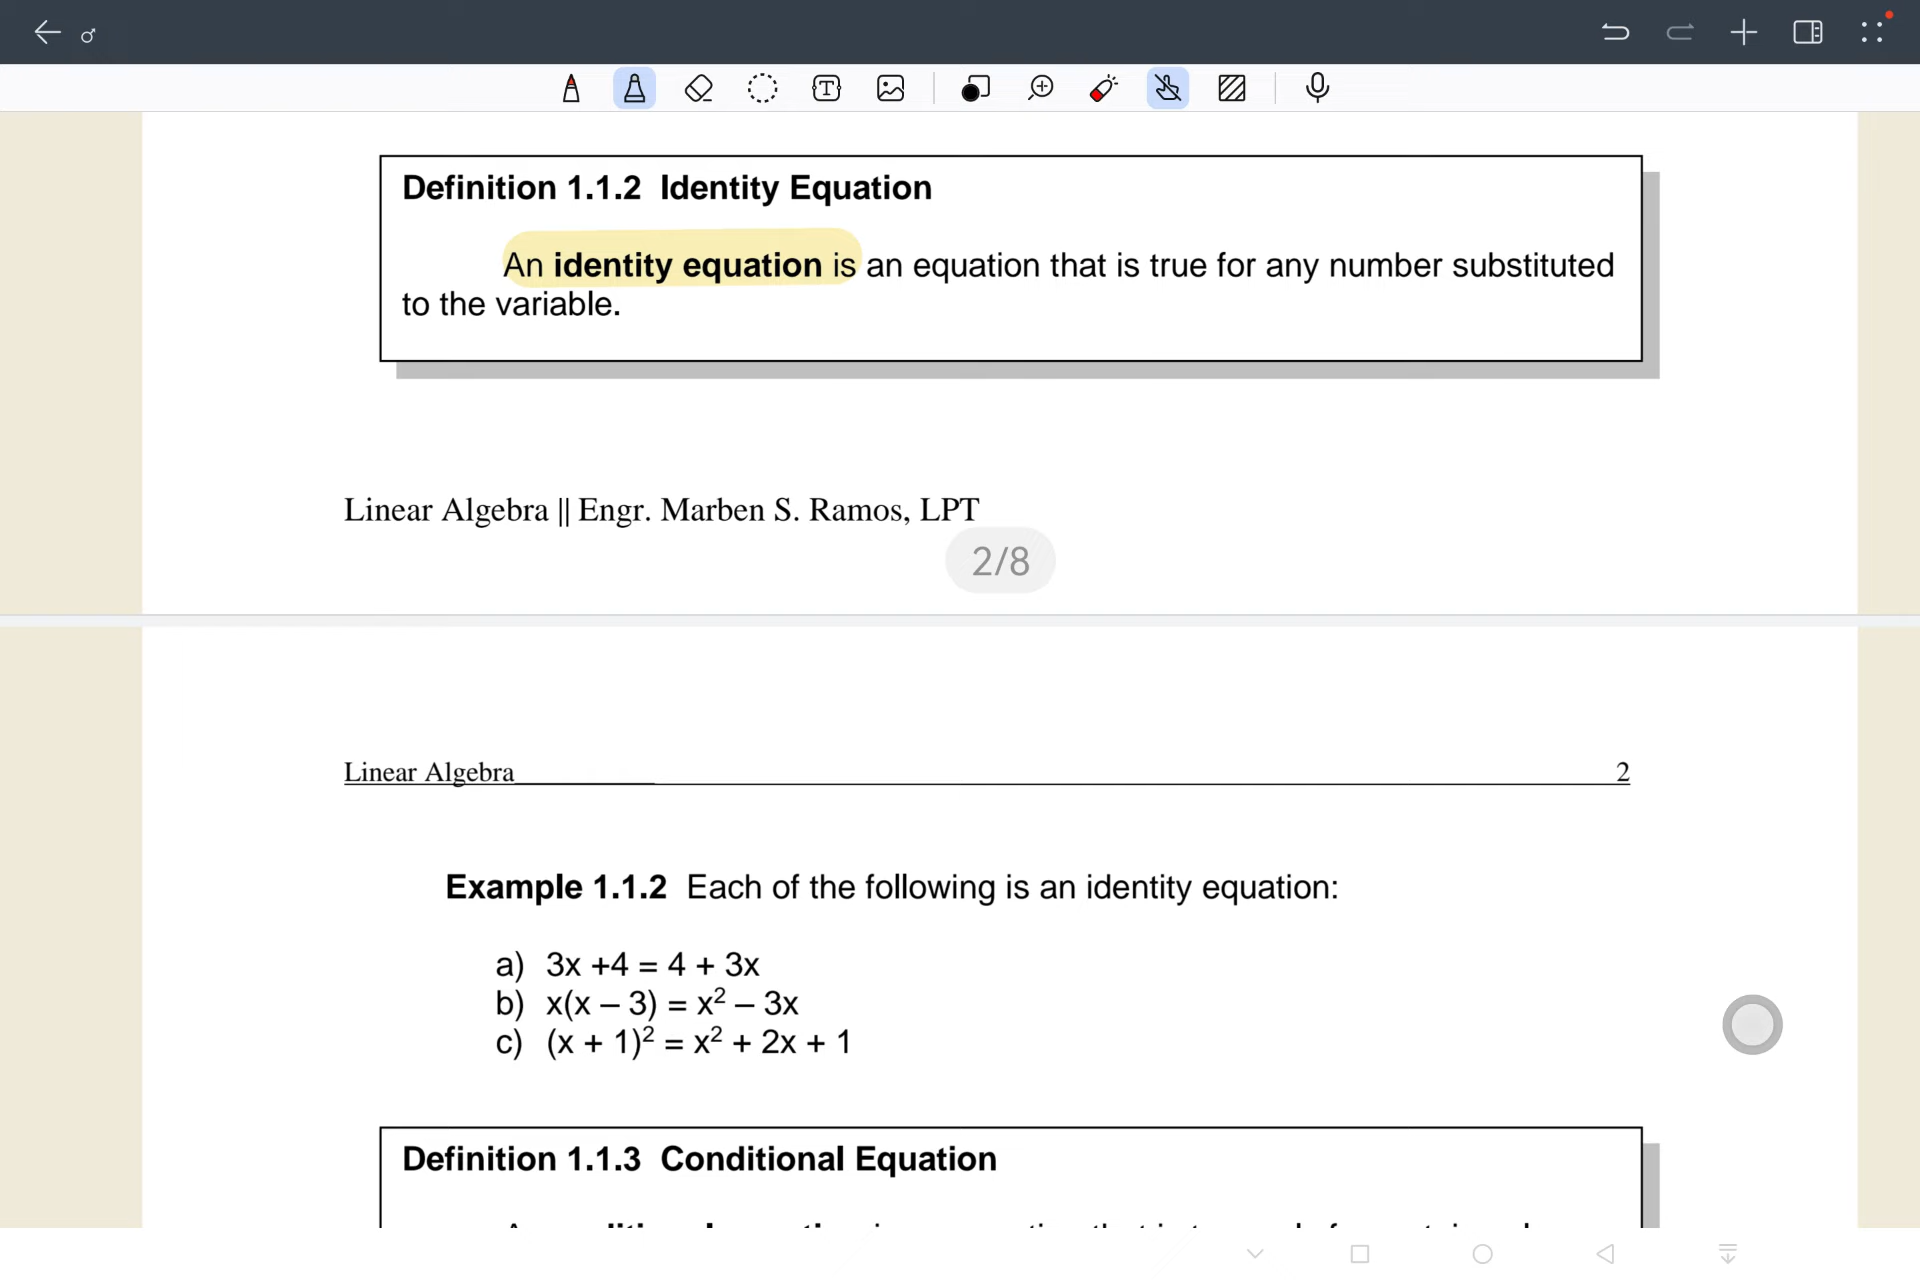 Definition 1.1.2 Identity Equation
An identity equation is an equation that is true for any number substituted
to the variable.
Linear Algebra || Engr. Marben S. Ramos, LPT
2/8
Linear Algebra 2
Example 1.1.2 Each of the following is an identity equation:
a) 3x +4 = 4 + 3x
b) x(x – 3) = x² – 3x
c) (x + 1)² = x² + 2x + 1
Definition 1.1.3 Conditional Equation